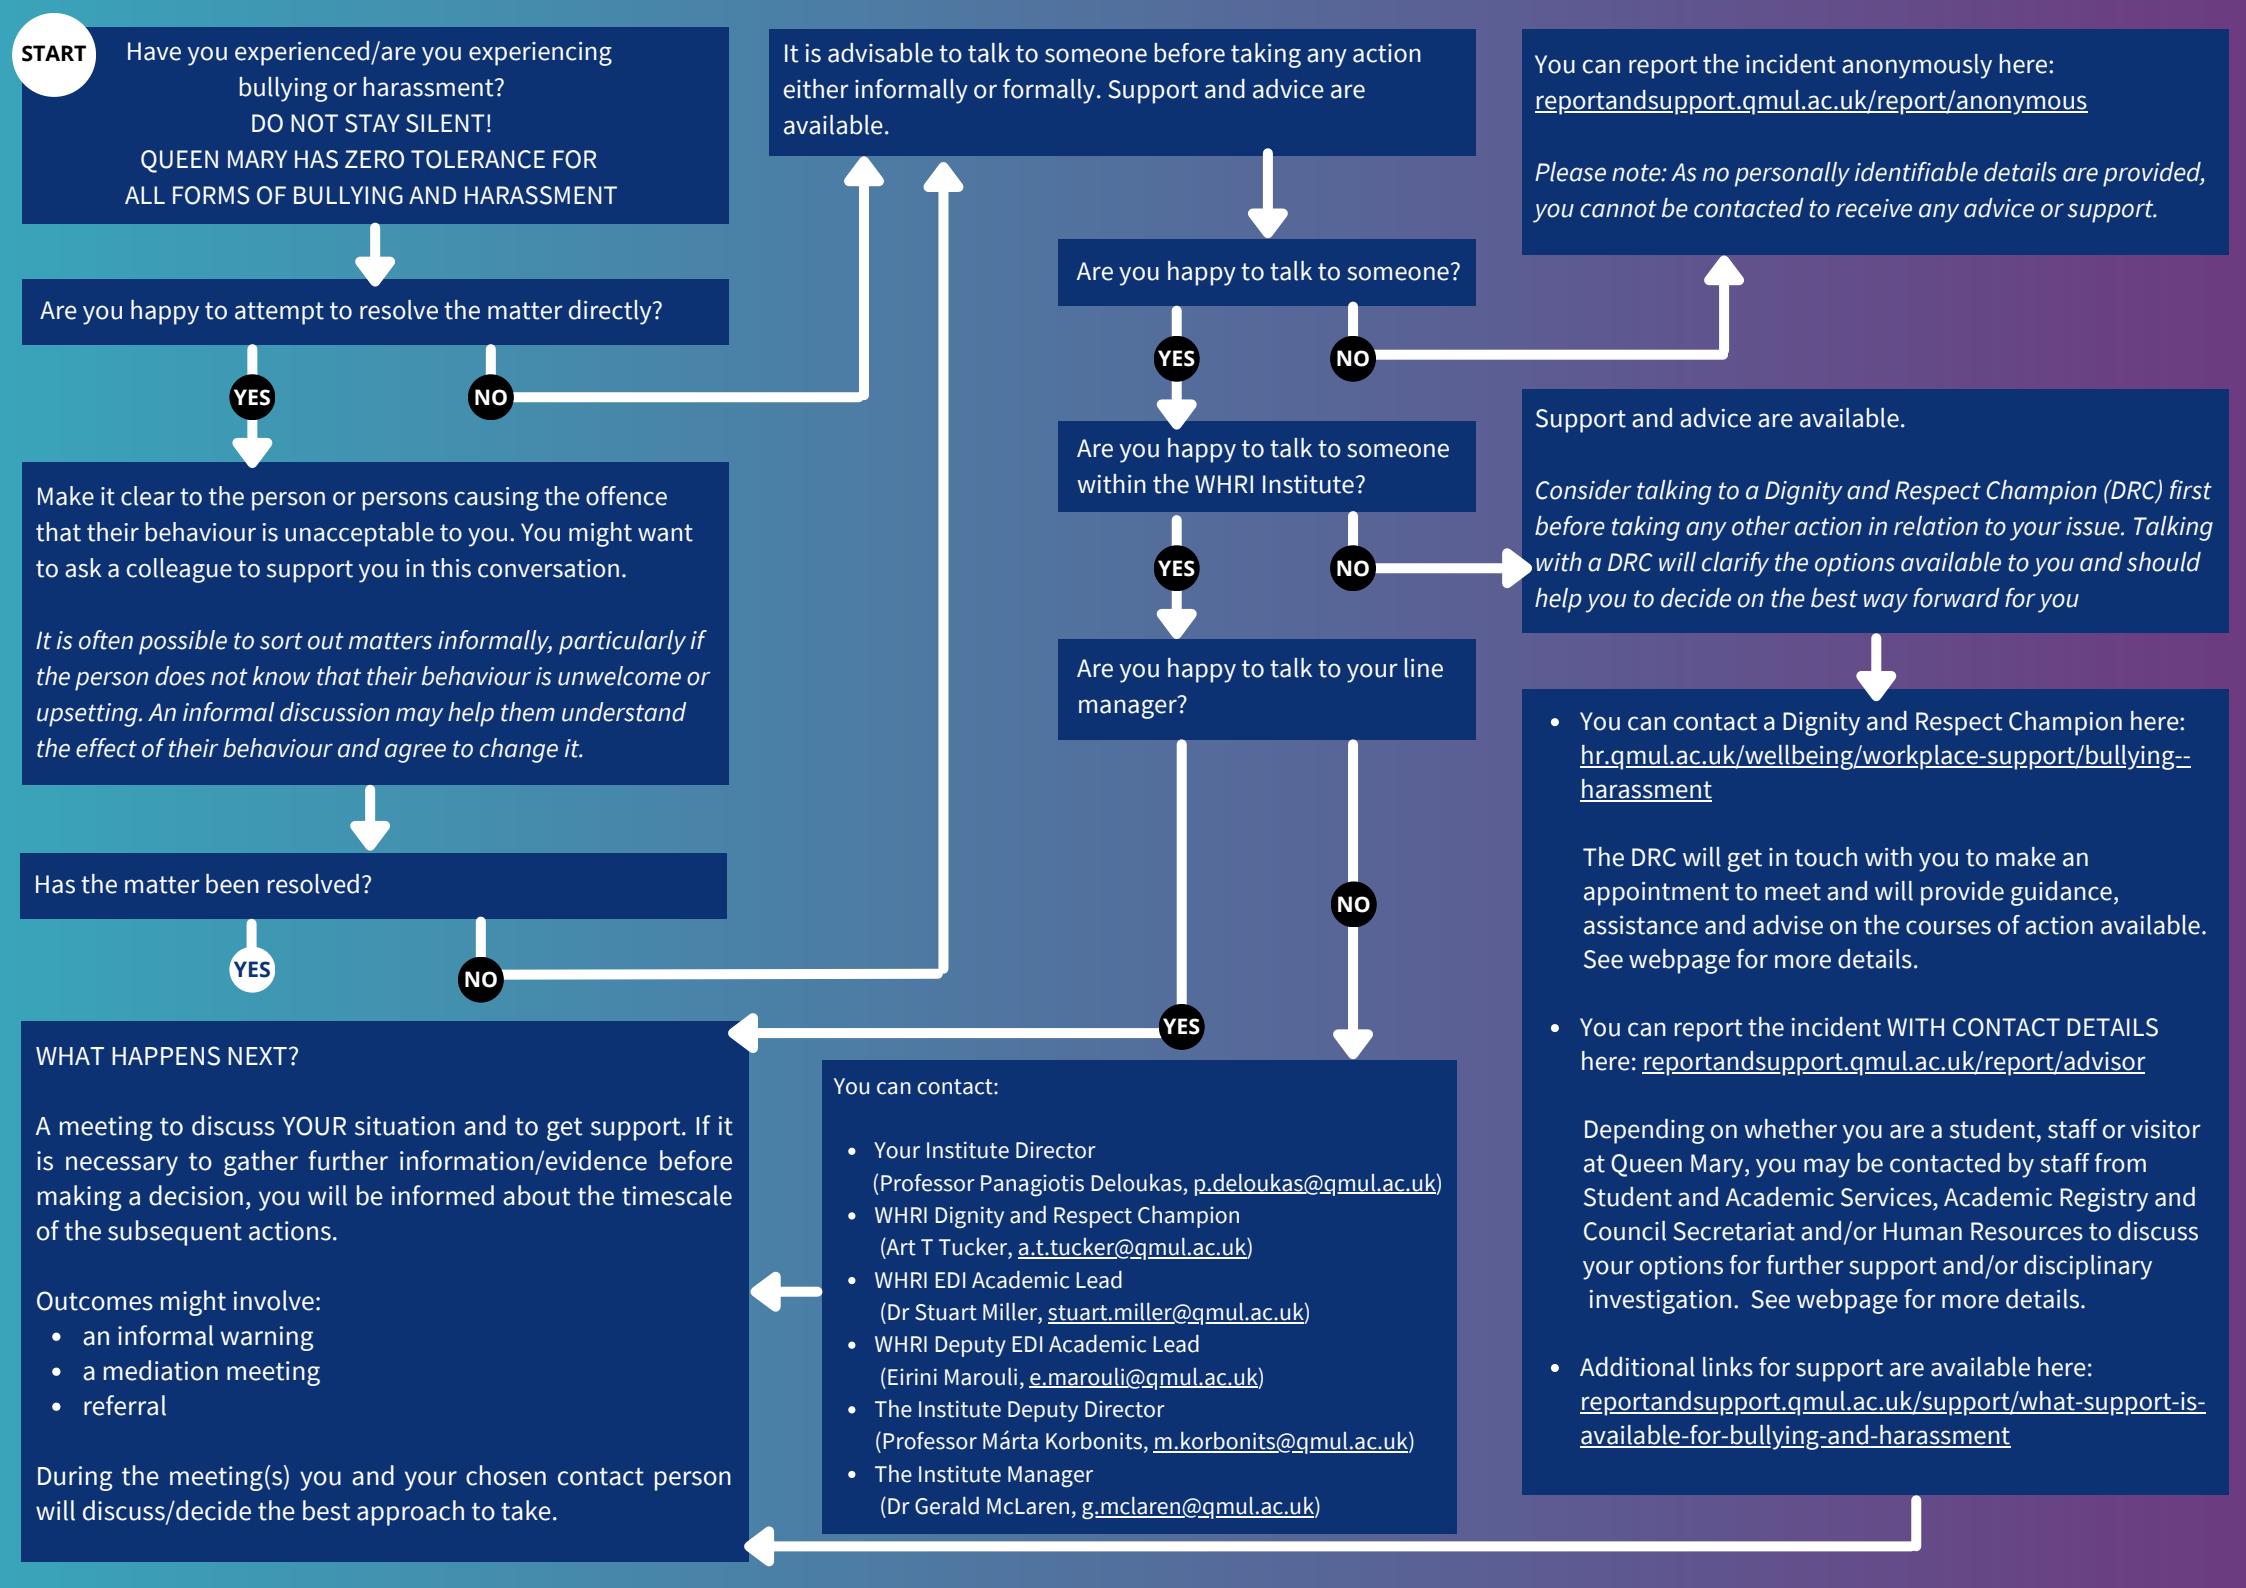 START
Have you experienced/are you experiencing
bullying or harassment?
DO NOT STAY SILENT!
QUEEN MARY HAS ZERO TOLERANCE FOR
ALL FORMS OF BULLYING AND HARASSMENT
Are you happy to attempt to resolve the matter directly?
YES
NO
Make it clear to the person or persons causing the offence
that their behaviour is unacceptable to you. You might want
to ask a colleague to support you in this conversation.
It is often possible to sort out matters informally, particularly if
the person does not know that their behaviour is unwelcome or
upsetting. An informal discussion may help them understand
the effect of their behaviour and agree to change it.
Has the matter been resolved?
YES
NO
WHAT HAPPENS NEXT?
A meeting to discuss YOUR situation and to get support. If it
is necessary to gather further information/evidence before
making a decision, you will be informed about the timescale
of the subsequent actions.
Outcomes might involve:
• an informal warning
• a mediation meeting
• referral
During the meeting(s) you and your chosen contact person
will discuss/decide the best approach to take.
It is advisable to talk to someone before taking any action
either informally or formally. Support and advice are
available.
Are you happy to talk to someone?
YES
NO
Are you happy to talk to someone
within the WHRI Institute?
YES
NO
Are you happy to talk to your line
manager?
NO
YES
You can contact:
• Your Institute Director
(Professor Panagiotis Deloukas, p.deloukas@qmul.ac.uk)
• WHRI Dignity and Respect Champion
(Art T Tucker, a.t.tucker@qmul.ac.uk)
• WHRI EDI Academic Lead
(Dr Stuart Miller, stuart.miller@qmul.ac.uk)
• WHRI Deputy EDI Academic Lead
(Eirini Marouli, e.marouli@qmul.ac.uk)
• The Institute Deputy Director
(Professor Márta Korbonits, m.korbonits@qmul.ac.uk)
• The Institute Manager
(Dr Gerald McLaren, g.mclaren@qmul.ac.uk)
You can report the incident anonymously here:
reportandsupport.qmul.ac.uk/report/anonymous
Please note: As no personally identifiable details are provided,
you cannot be contacted to receive any advice or support.
Support and advice are available.
Consider talking to a Dignity and Respect Champion (DRC) first
before taking any other action in relation to your issue. Talking
with a DRC will clarify the options available to you and should
help you to decide on the best way forward for you
• You can contact a Dignity and Respect Champion here:
hr.qmul.ac.uk/wellbeing/workplace-support/bullying--
harassment
The DRC will get in touch with you to make an
appointment to meet and will provide guidance,
assistance and advise on the courses of action available.
See webpage for more details.
• You can report the incident WITH CONTACT DETAILS
here: reportandsupport.qmul.ac.uk/report/advisor
Depending on whether you are a student, staff or visitor
at Queen Mary, you may be contacted by staff from
Student and Academic Services, Academic Registry and
Council Secretariat and/or Human Resources to discuss
your options for further support and/or disciplinary
investigation. See webpage for more details.
• Additional links for support are available here:
reportandsupport.qmul.ac.uk/support/what-support-is-
available-for-bullying-and-harassment